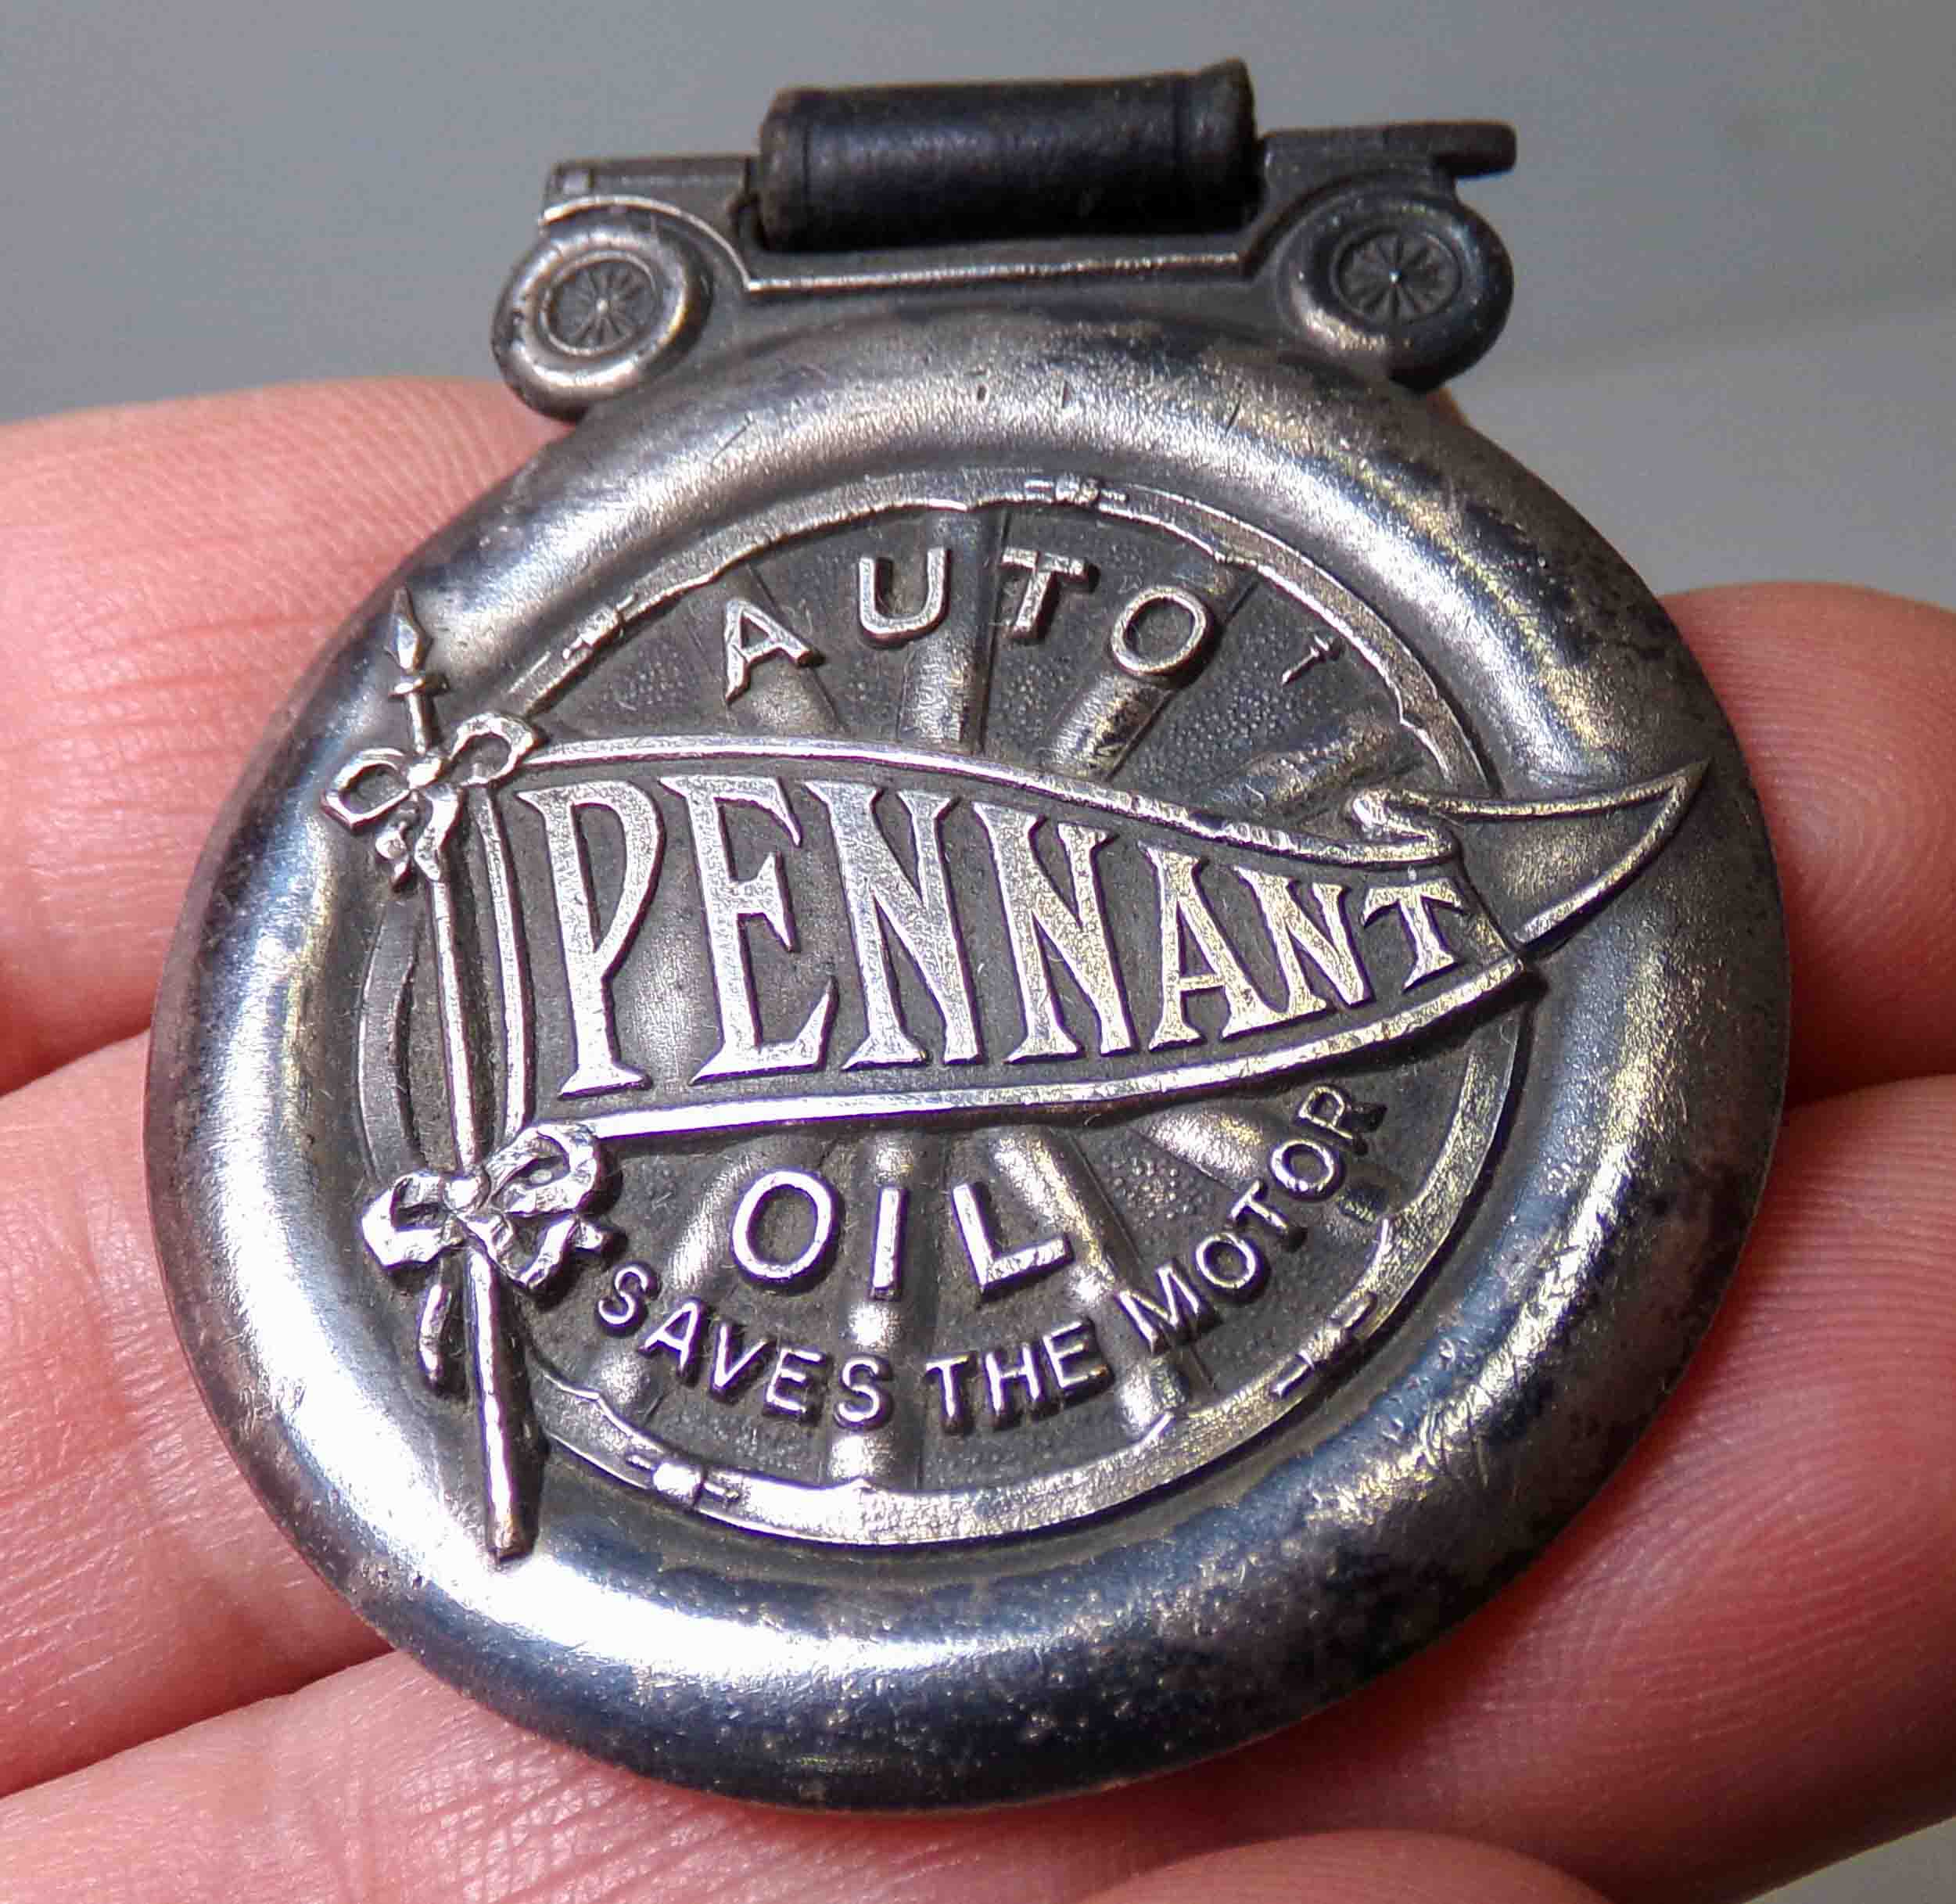 AUTO
PENNANT
OIL
SAVES THE MOTOR